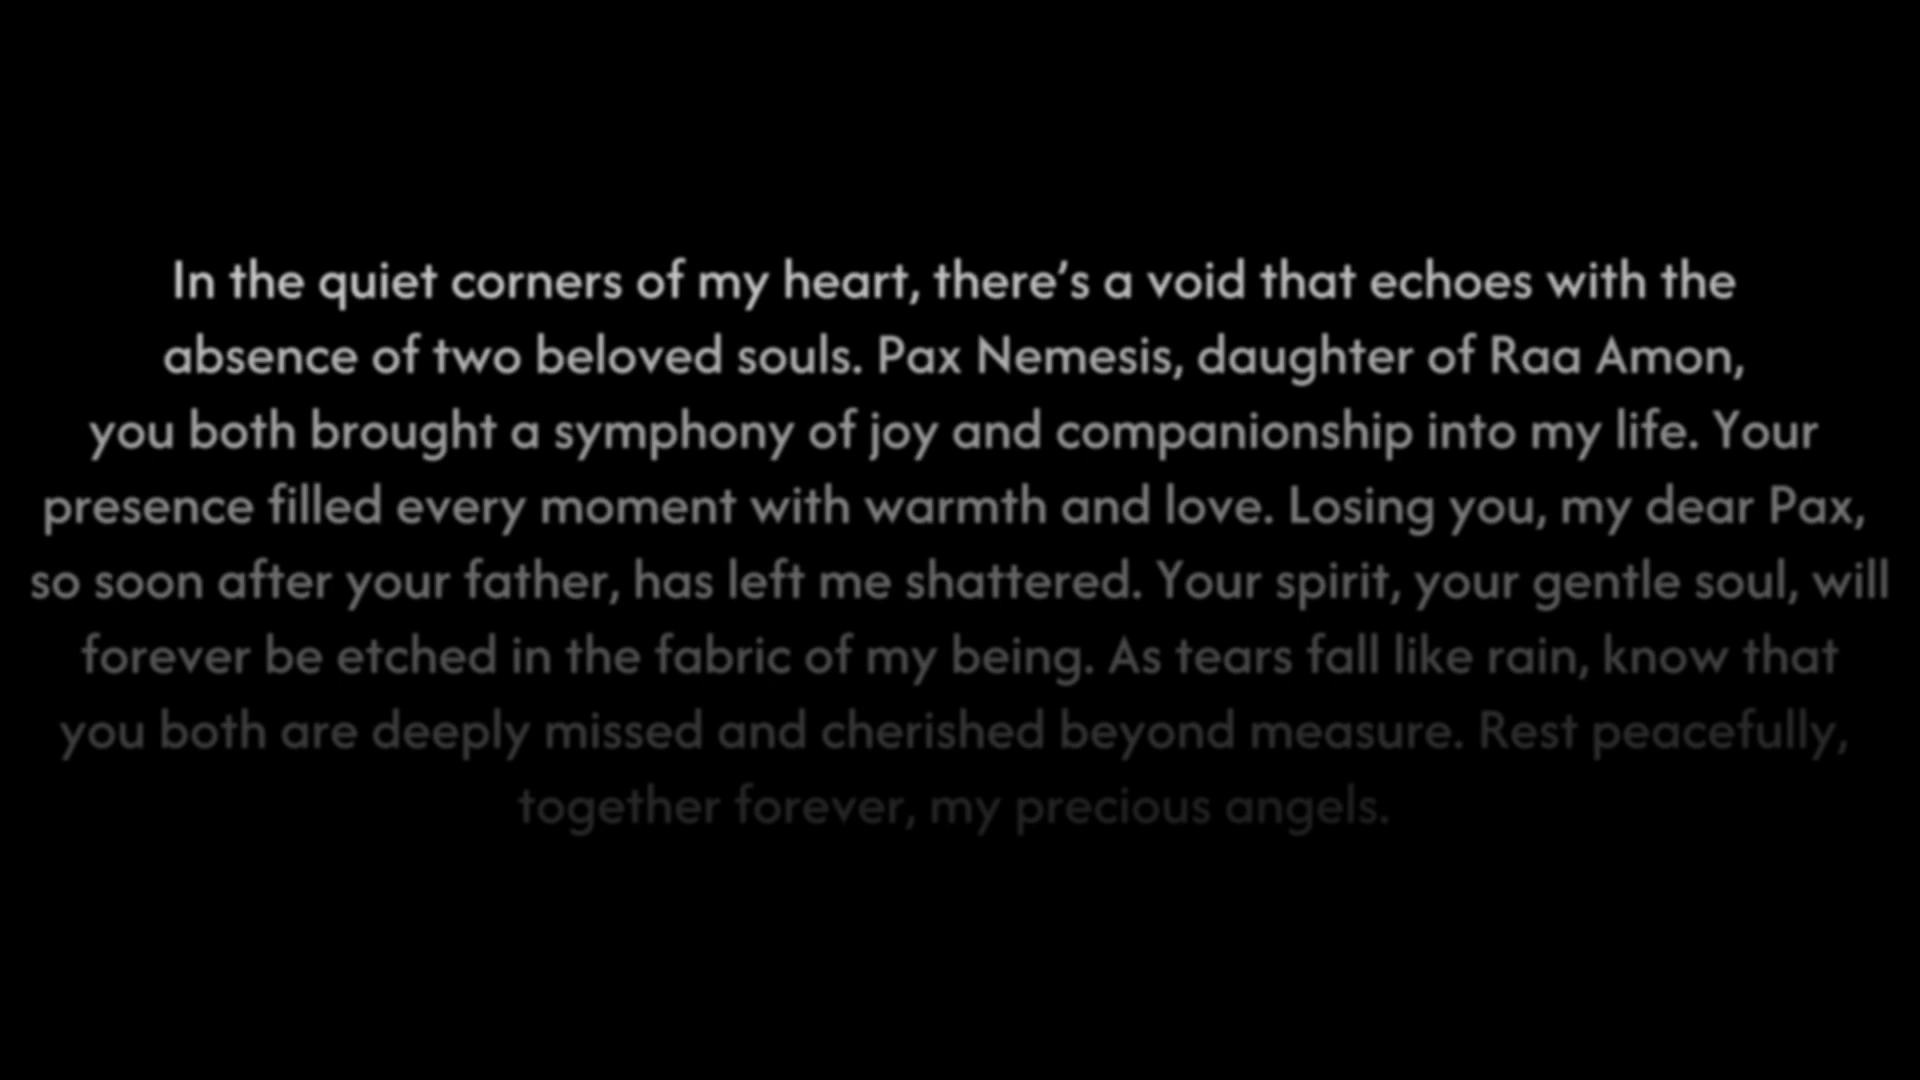 In the quiet corners of my heart, there’s a void that echoes with the
absence of two beloved souls. Pax Nemesis, daughter of Raa Amon,
you both brought a symphony of joy and companionship into my life. Your
presence filled every moment with warmth and love. Losing you, my dear Pax,
so soon after your father, has left me shattered. Your spirit, your gentle soul, will
forever be etched in the fabric of my being. As tears fall like rain, know that
you both are deeply missed and cherished beyond measure. Rest peacefully,
together forever, my precious angels.